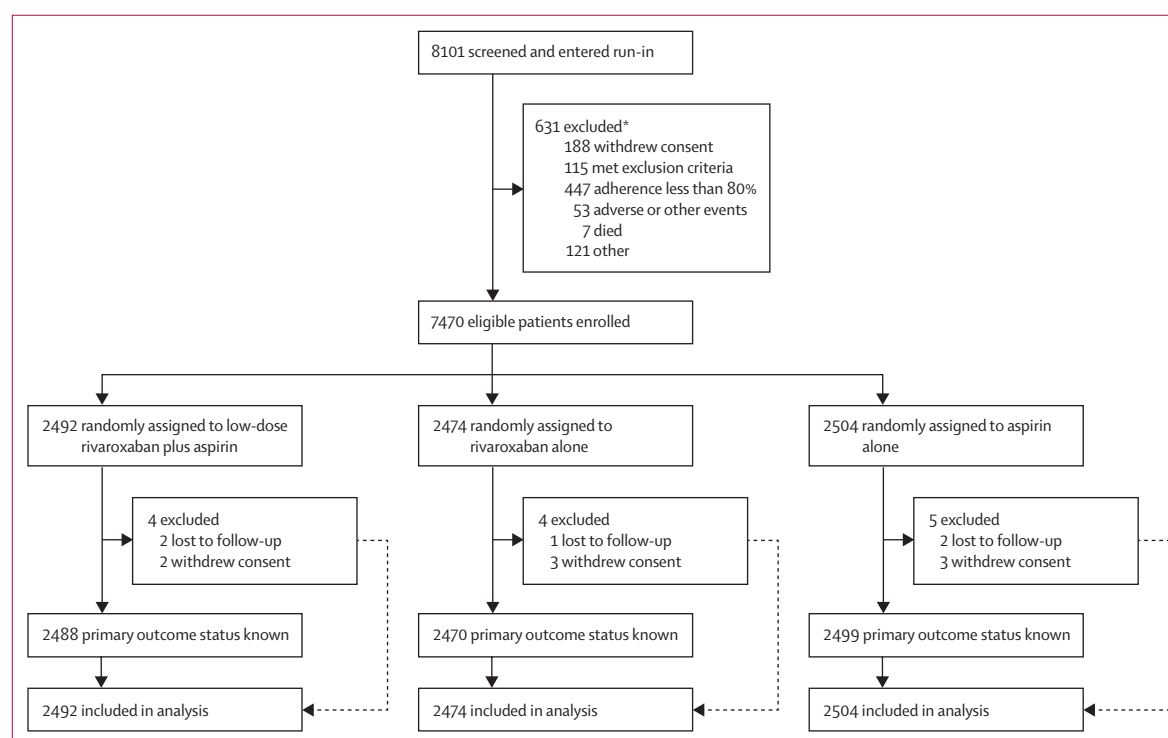 8101 screened and entered run-in
631 excluded*
188 withdrew consent
115 met exclusion criteria
447 adherence less than 80%
53 adverse or other events
7 died
121 other
7470 eligible patients enrolled
2492 randomly assigned to low-dose
rivaroxaban plus aspirin
2474 randomly assigned to
rivaroxaban alone
2504 randomly assigned to aspirin
alone
4 excluded
2 lost to follow-up
2 withdrew consent
4 excluded
1 lost to follow-up
3 withdrew consent
5 excluded
2 lost to follow-up
3 withdrew consent
2488 primary outcome status known
2470 primary outcome status known
2499 primary outcome status known
2492 included in analysis
2474 included in analysis
2504 included in analysis